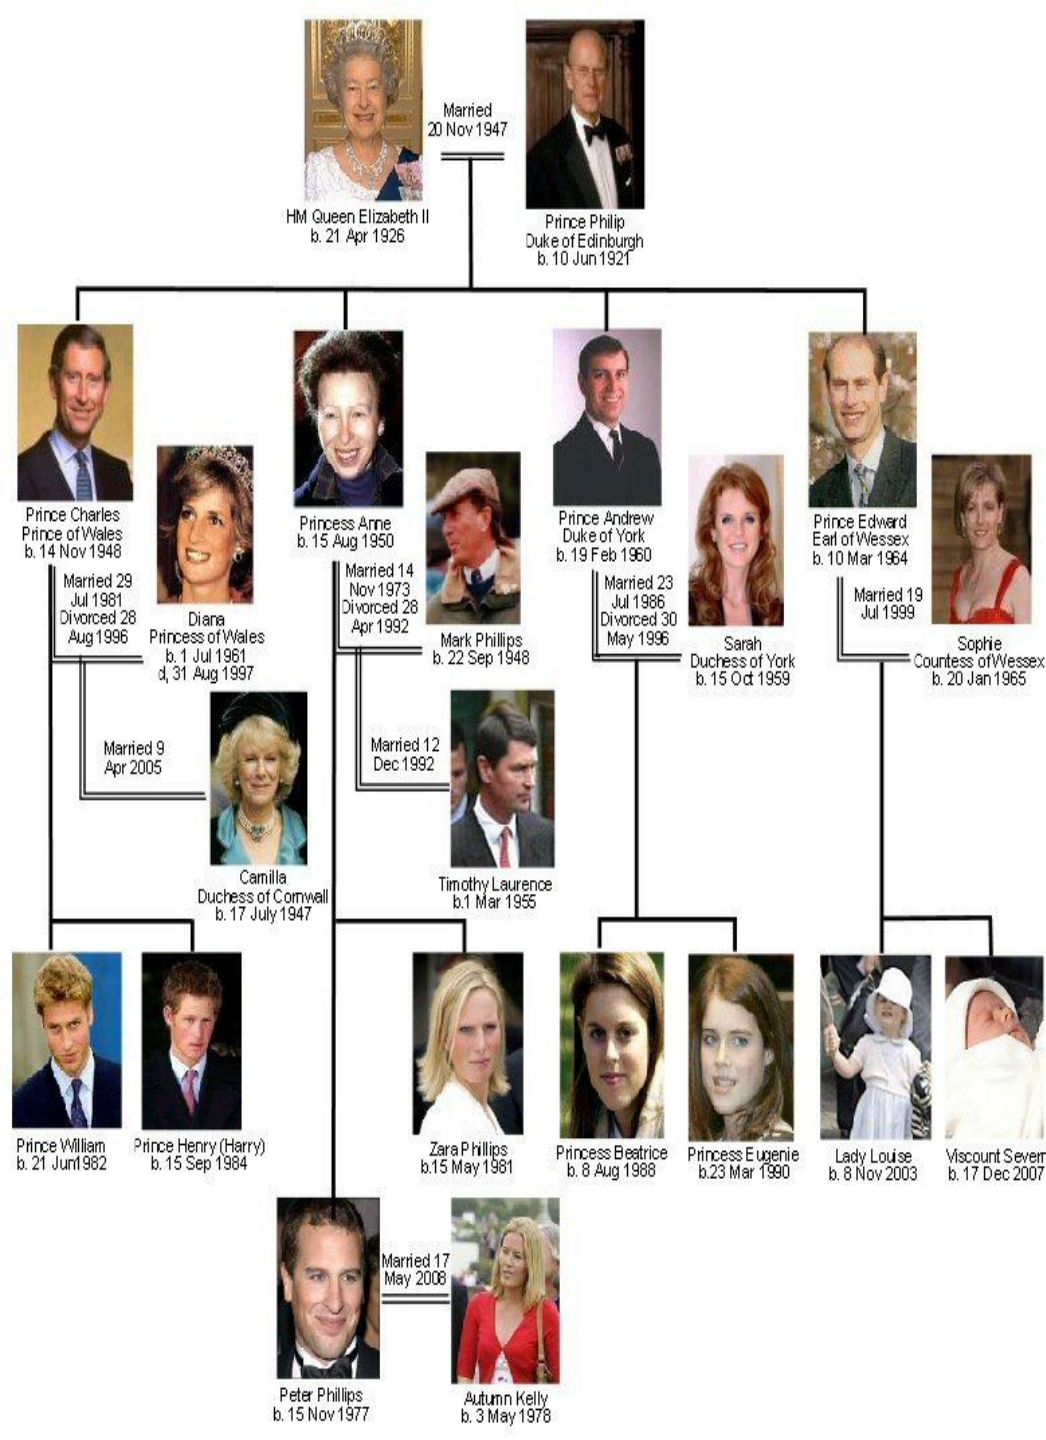 Married
20 Nov 1947
HM Queen Elizabeth II
b. 21 Apr 1926
Prince Philip
Duke of Edinburgh
b. 10 Jun 1921
Prince Charles
Prince of Wales
b. 14 Nov 1948
Married 29
Jul 1981
Divorced 28
Aug 1996
Diana
Princess of Wales
b. 1 Jul 1961
d, 31 Aug 1997
Married 9
Apr 2005
Camilla
Duchess of Cornwall
b. 17 July 1947
Princess Anne
b. 15 Aug 1950
Married 14
Nov 1973
Divorced 28
Apr 1992
Mark Phillips
b. 22 Sep 1948
Married 12
Dec 1992
Timothy Laurence
b.1 Mar 1955
Prince Andrew
Duke of York
b. 19 Feb 1960
Married 23
Jul 1986
Divorced 30
May 1996
Sarah
Duchess of York
b. 15 Oct 1959
Prince Edward
Earl of Wessex
b. 10 Mar 1964
Married 19
Jul 1999
Sophie
Countess of Wessex
b. 20 Jan 1965
Prince William
b. 21 Jun1982
Prince Henry (Harry)
b. 15 Sep 1984
Zara Phillips
b.15 May 1981
Princess Beatrice
b. 8 Aug 1988
Princess Eugenie
b.23 Mar 1990
Lady Louise
b. 8 Nov 2003
Viscount Severn
b. 17 Dec 2007
Married 17
May 2008
Peter Phillips
b. 15 Nov 1977
Autumn Kelly
b. 3 May 1978